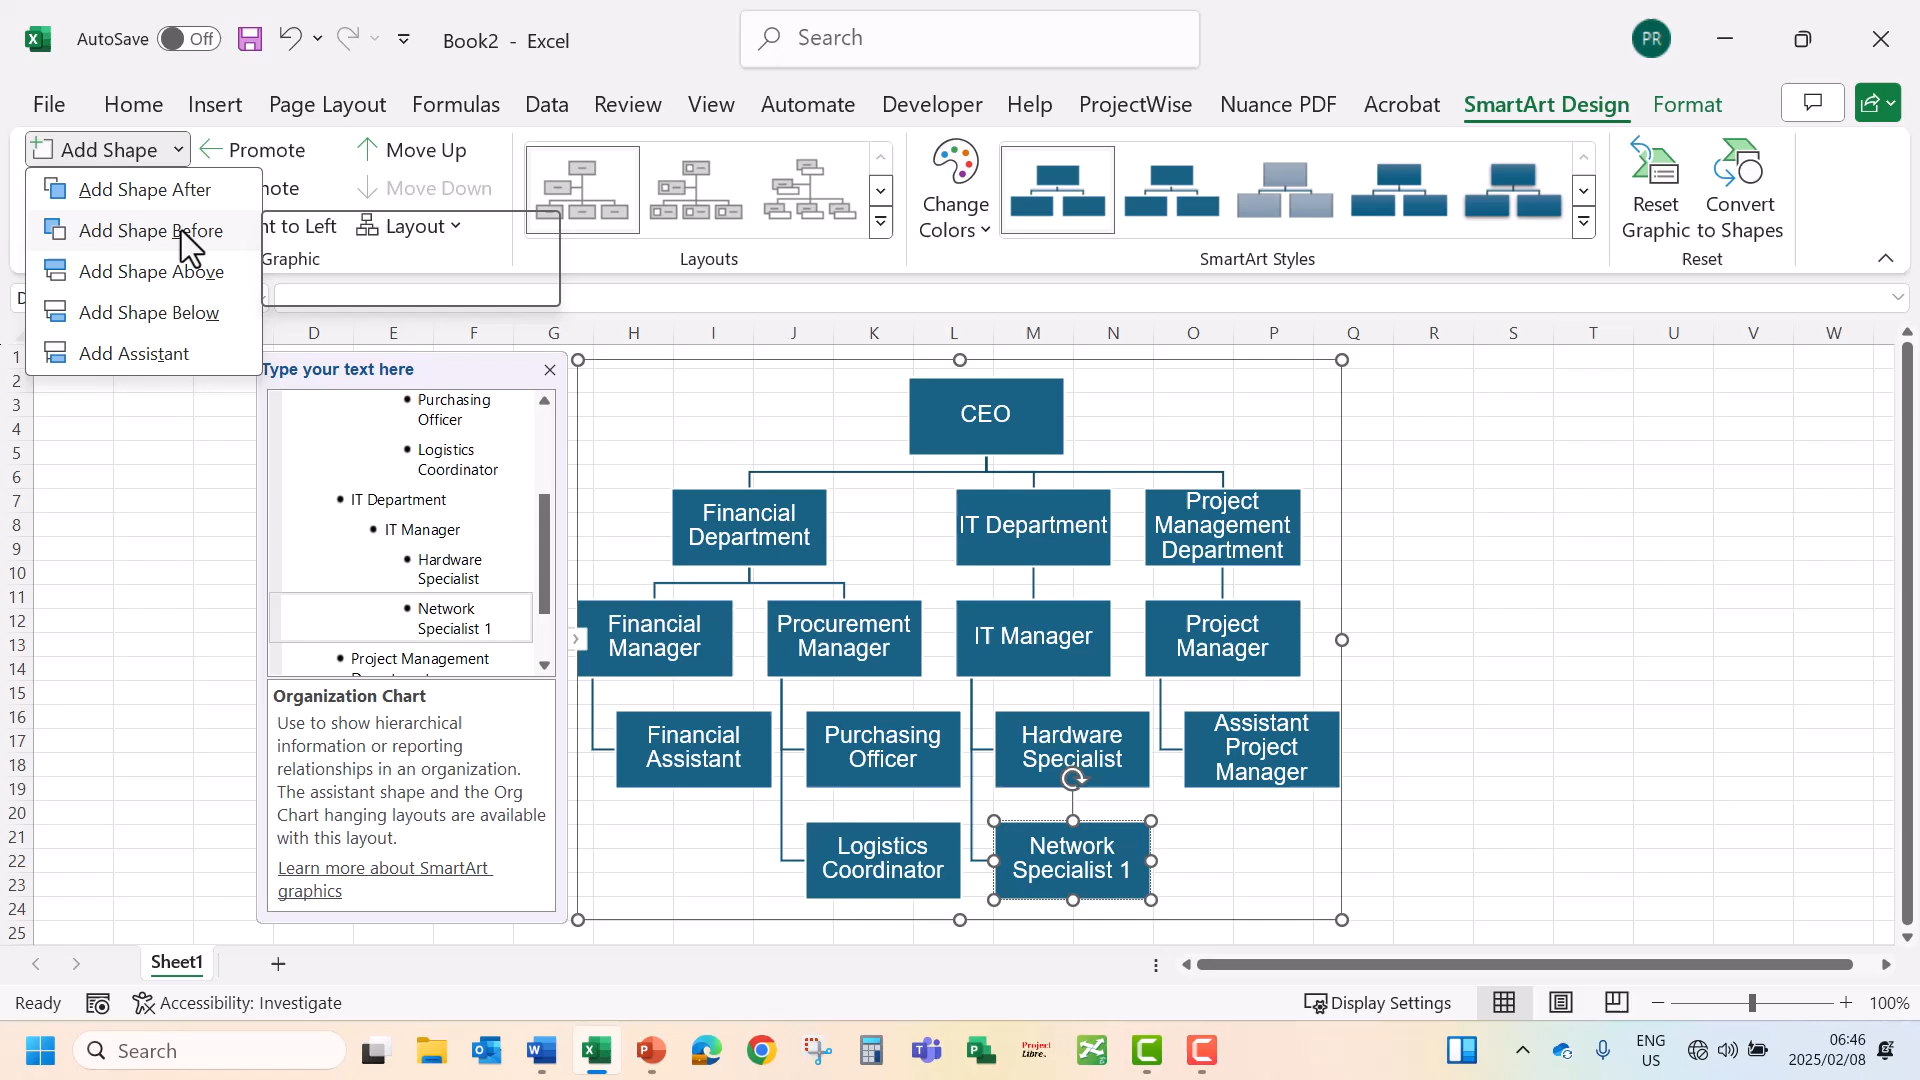 AutoSave Off
Book2 - Excel
Search
PR
File Home Insert Page Layout Formulas Data Review View Automate Developer Help ProjectWise Nuance PDF Acrobat SmartArt Design Format
Add Shape
Promote
Move Up
Move Down
Layout
Add Shape After
Add Shape Before
Add Shape Above
Add Shape Below
Add Assistant
note
nt to Left
Graphic
Layouts
Change
Colors
SmartArt Styles
Reset
Graphic
Convert
to Shapes
Reset
D E F G H I J K L M N O P Q R S T U V W
1
2
3
4
5
6
7
8
9
10
11
12
13
14
15
16
17
18
19
20
21
22
23
24
25
Type your text here
Purchasing
Officer
Logistics
Coordinator
IT Department
IT Manager
Hardware
Specialist
Network
Specialist 1
Project Management
Organization Chart
Use to show hierarchical
information or reporting
relationships in an organization.
The assistant shape and the Org
Chart hanging layouts are available
with this layout.
Learn more about SmartArt
graphics
CEO
Financial
Department
IT Department
Project
Management
Department
Financial
Manager
Procurement
Manager
IT Manager
Project
Manager
Financial
Assistant
Purchasing
Officer
Hardware
Specialist
Assistant
Project
Manager
Logistics
Coordinator
Network
Specialist 1
Sheet1
Ready
Accessibility: Investigate
Display Settings
100%
Search
Project
Libre.
ENG
US
06:46
2025/02/08